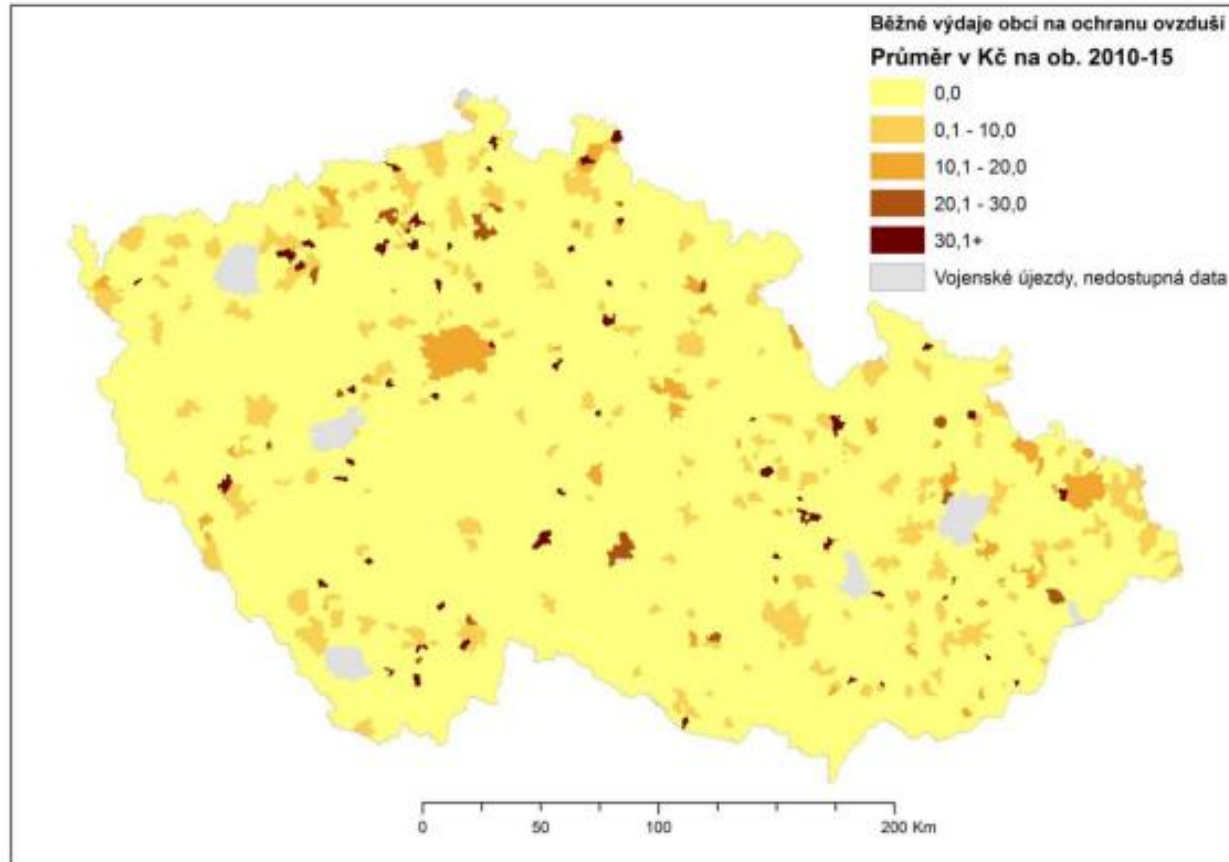 Běžné výdaje obcí na ochranu ovzduší
Průměr v Kč na ob. 2010-15
0,0
0,1 - 10,0
10,1 - 20,0
20,1 - 30,0
30,1+
Vojenské újezdy, nedostupná data
0 50 100 200 Km